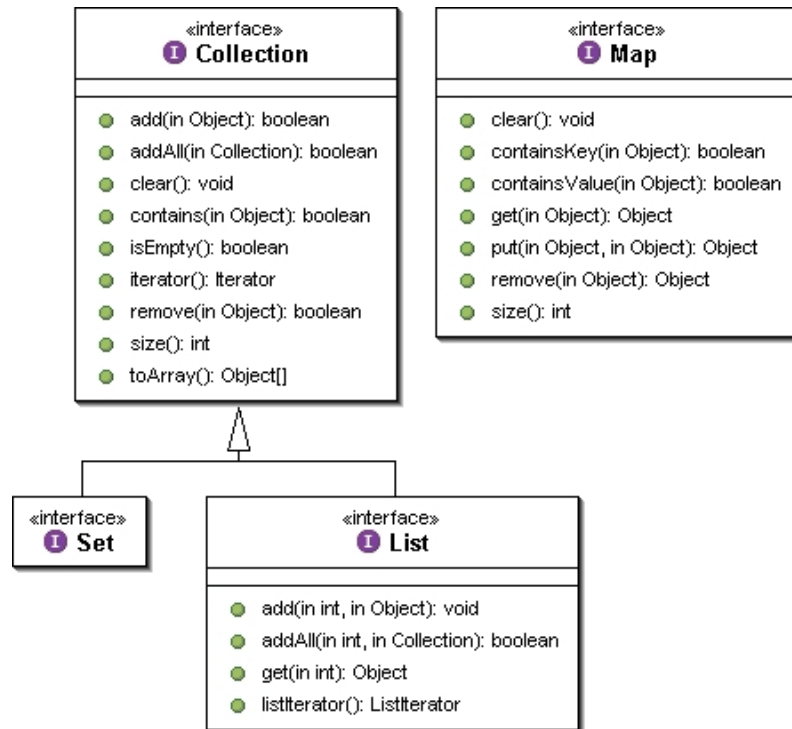 «interface»
I Collection
add(in Object): boolean
addAll(in Collection): boolean
clear(): void
contains(in Object): boolean
isEmpty(): boolean
iterator(): Iterator
remove(in Object): boolean
size(): int
toArray(): Object[]
«interface»
I Map
clear(): void
containsKey(in Object): boolean
containsValue(in Object): boolean
get(in Object): Object
put(in Object, in Object): Object
remove(in Object): Object
size(): int
«interface»
I Set
«interface»
I List
add(in int, in Object): void
addAll(in int, in Collection): boolean
get(in int): Object
listIterator(): ListIterator